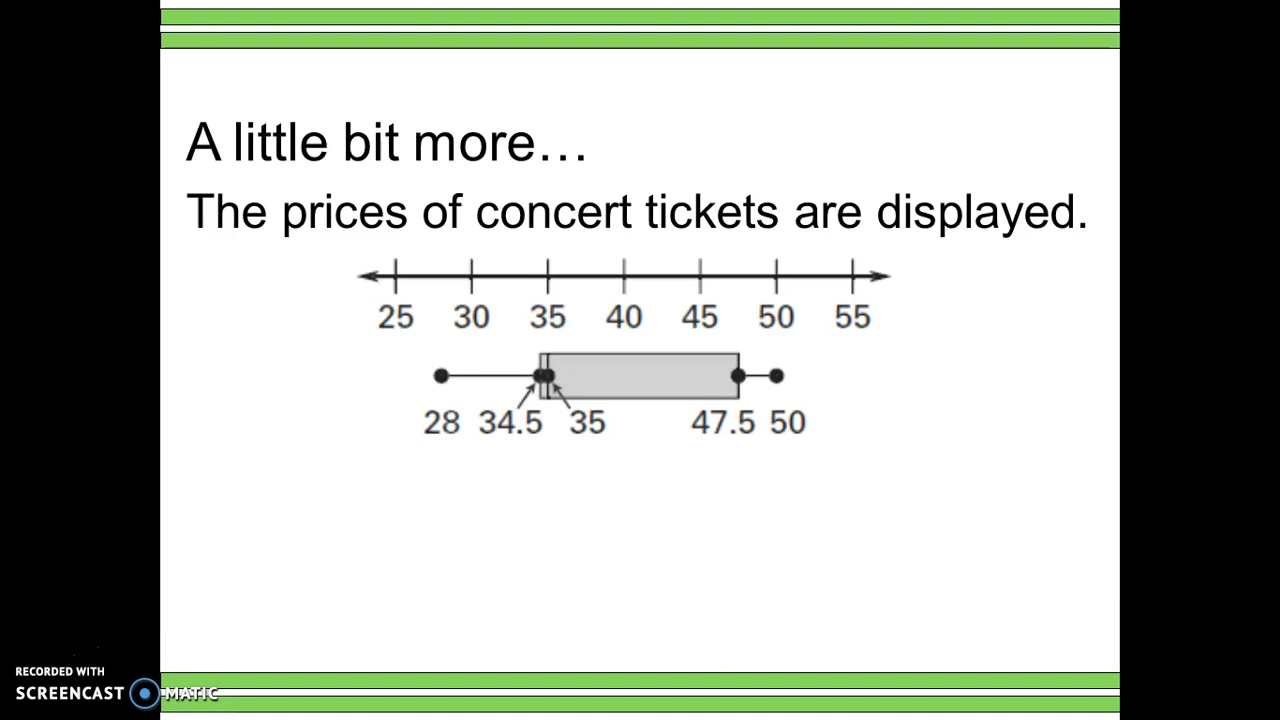 A little bit more…
The prices of concert tickets are displayed.
25 30 35 40 45 50 55
28 34.5 35 47.5 50
RECORDED WITH
SCREENCAST MATIC